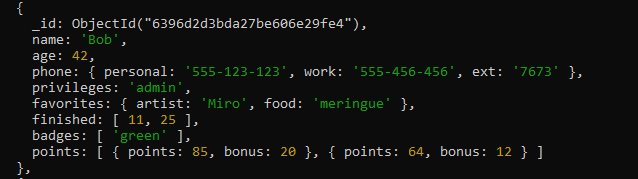 {
_id: ObjectId("6396d2d3bda27be606e29fe4"),
name: 'Bob',
age: 42,
phone: { personal: '555-123-123', work: '555-456-456', ext: '7673' },
privileges: 'admin',
favorites: { artist: 'Miro', food: 'meringue' },
finished: [ 11, 25 ],
badges: [ 'green' ],
points: [ { points: 85, bonus: 20 }, { points: 64, bonus: 12 } ]
},